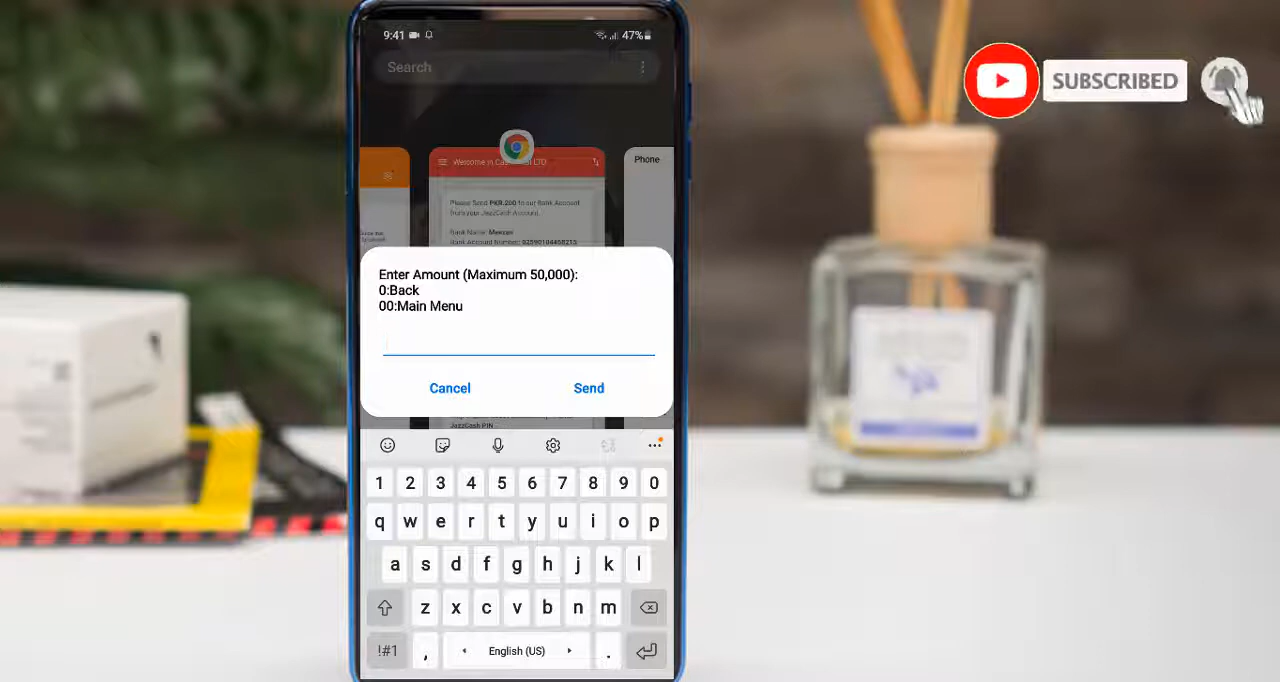 9:41
47%
SUBSCRIBED
Search
Phone
Please Send PKR.200 to our Bank Account
from your JazzCash Account.
Bank Name: Meezan
Enter Amount (Maximum 50,000):
0:Back
00:Main Menu
Cancel
Send
JazzCash PIN
1 2 3 4 5 6 7 8 9 0
q w e r t y u i o p
a s d f g h j k l
z x c v b n m
!#1 , English (US) .